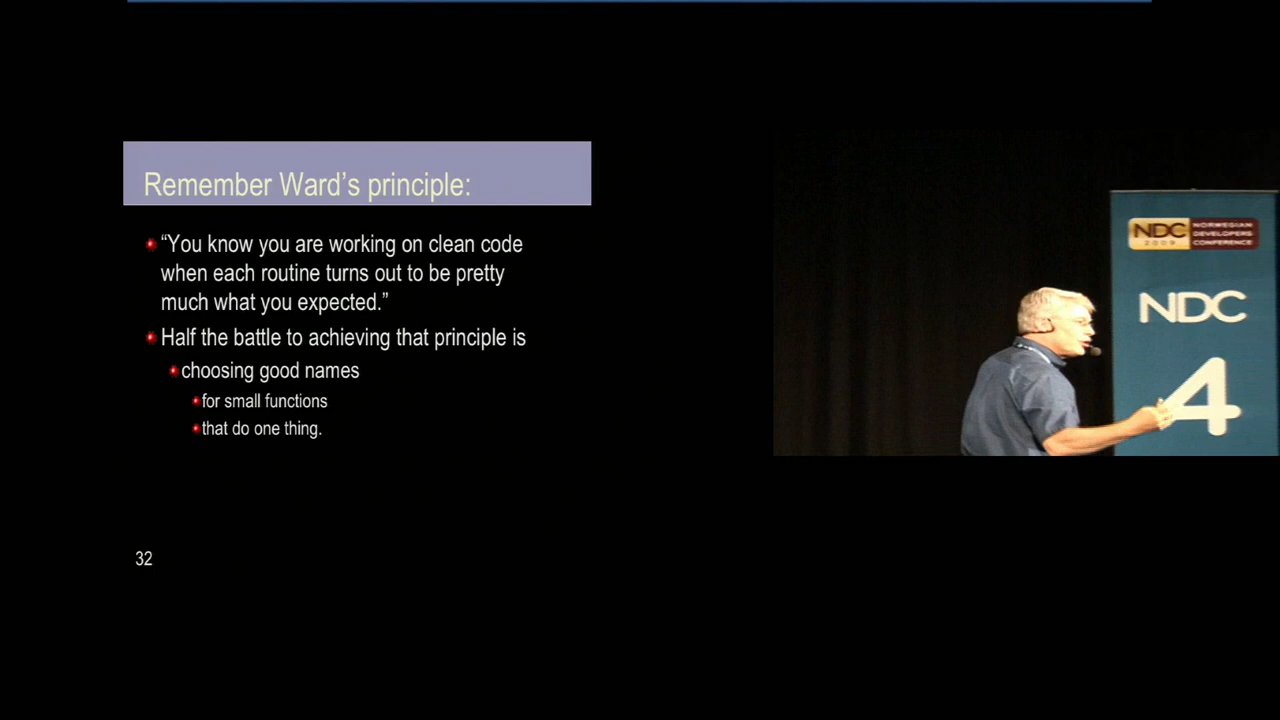 Remember Ward’s principle:
“You know you are working on clean code
when each routine turns out to be pretty
much what you expected.”
Half the battle to achieving that principle is
choosing good names
for small functions
that do one thing.
32
NDC
2009
NORWEGIAN
DEVELOPERS
CONFERENCE
NDC
4